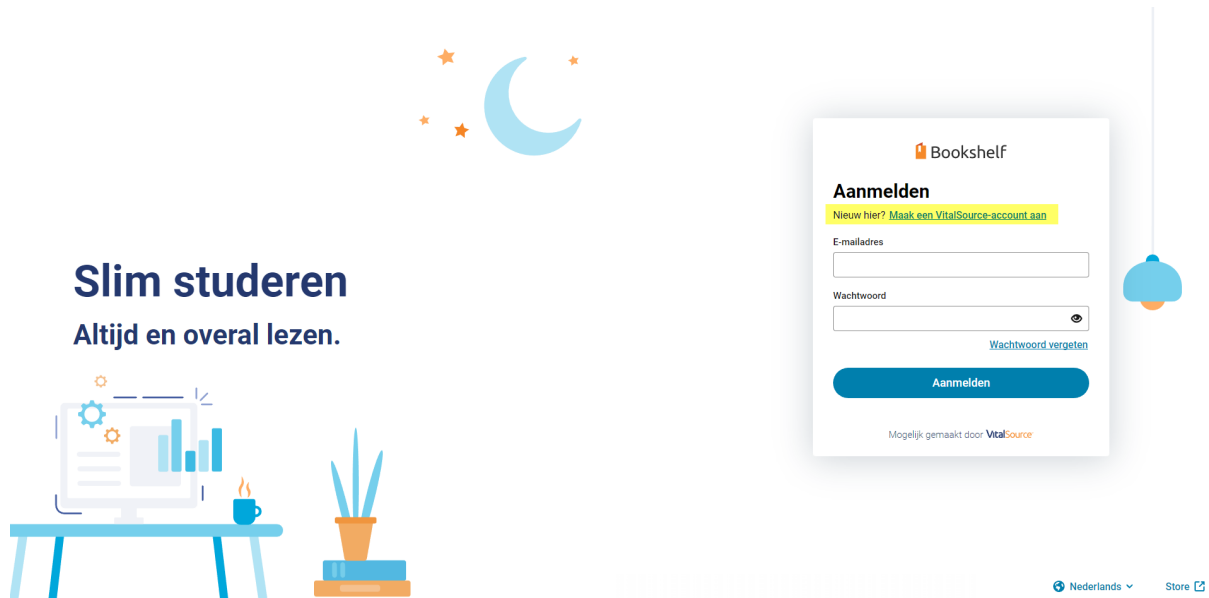 Bookshelf
Aanmelden
Nieuw hier? Maak een VitalSource-account aan
E-mailadres
Wachtwoord
Wachtwoord vergeten
Aanmelden
Mogelijk gemaakt door VitalSource
Slim studeren
Altijd en overal lezen.
Nederlands
Store